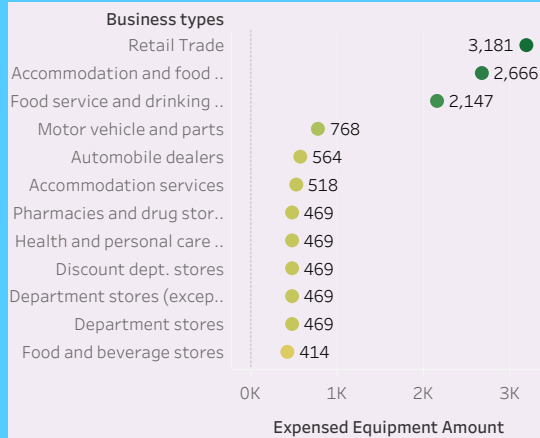 Business types
Retail Trade 3,181
Accommodation and food .. 2,666
Food service and drinking .. 2,147
Motor vehicle and parts 768
Automobile dealers 564
Accommodation services 518
Pharmacies and drug stor.. 469
Health and personal care .. 469
Discount dept. stores 469
Department stores (excep.. 469
Department stores 469
Food and beverage stores 414
0K 1K 2K 3K
Expensed Equipment Amount